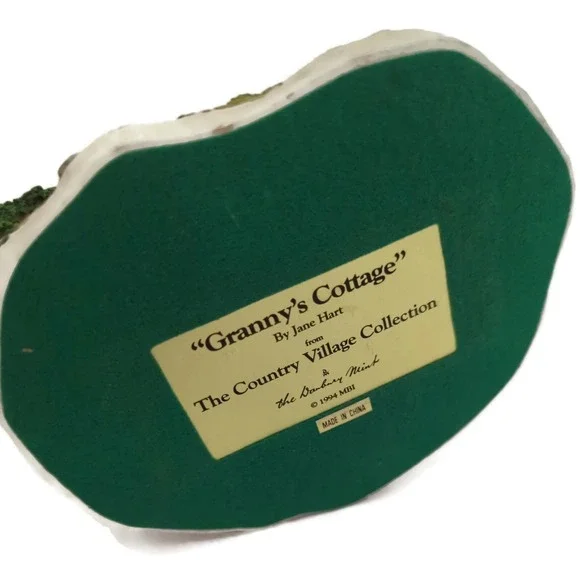 “Granny’s Cottage”
By Jane Hart
from
The Country Village Collection
&
the Danbury Mint
© 1994 MBI
MADE IN CHINA